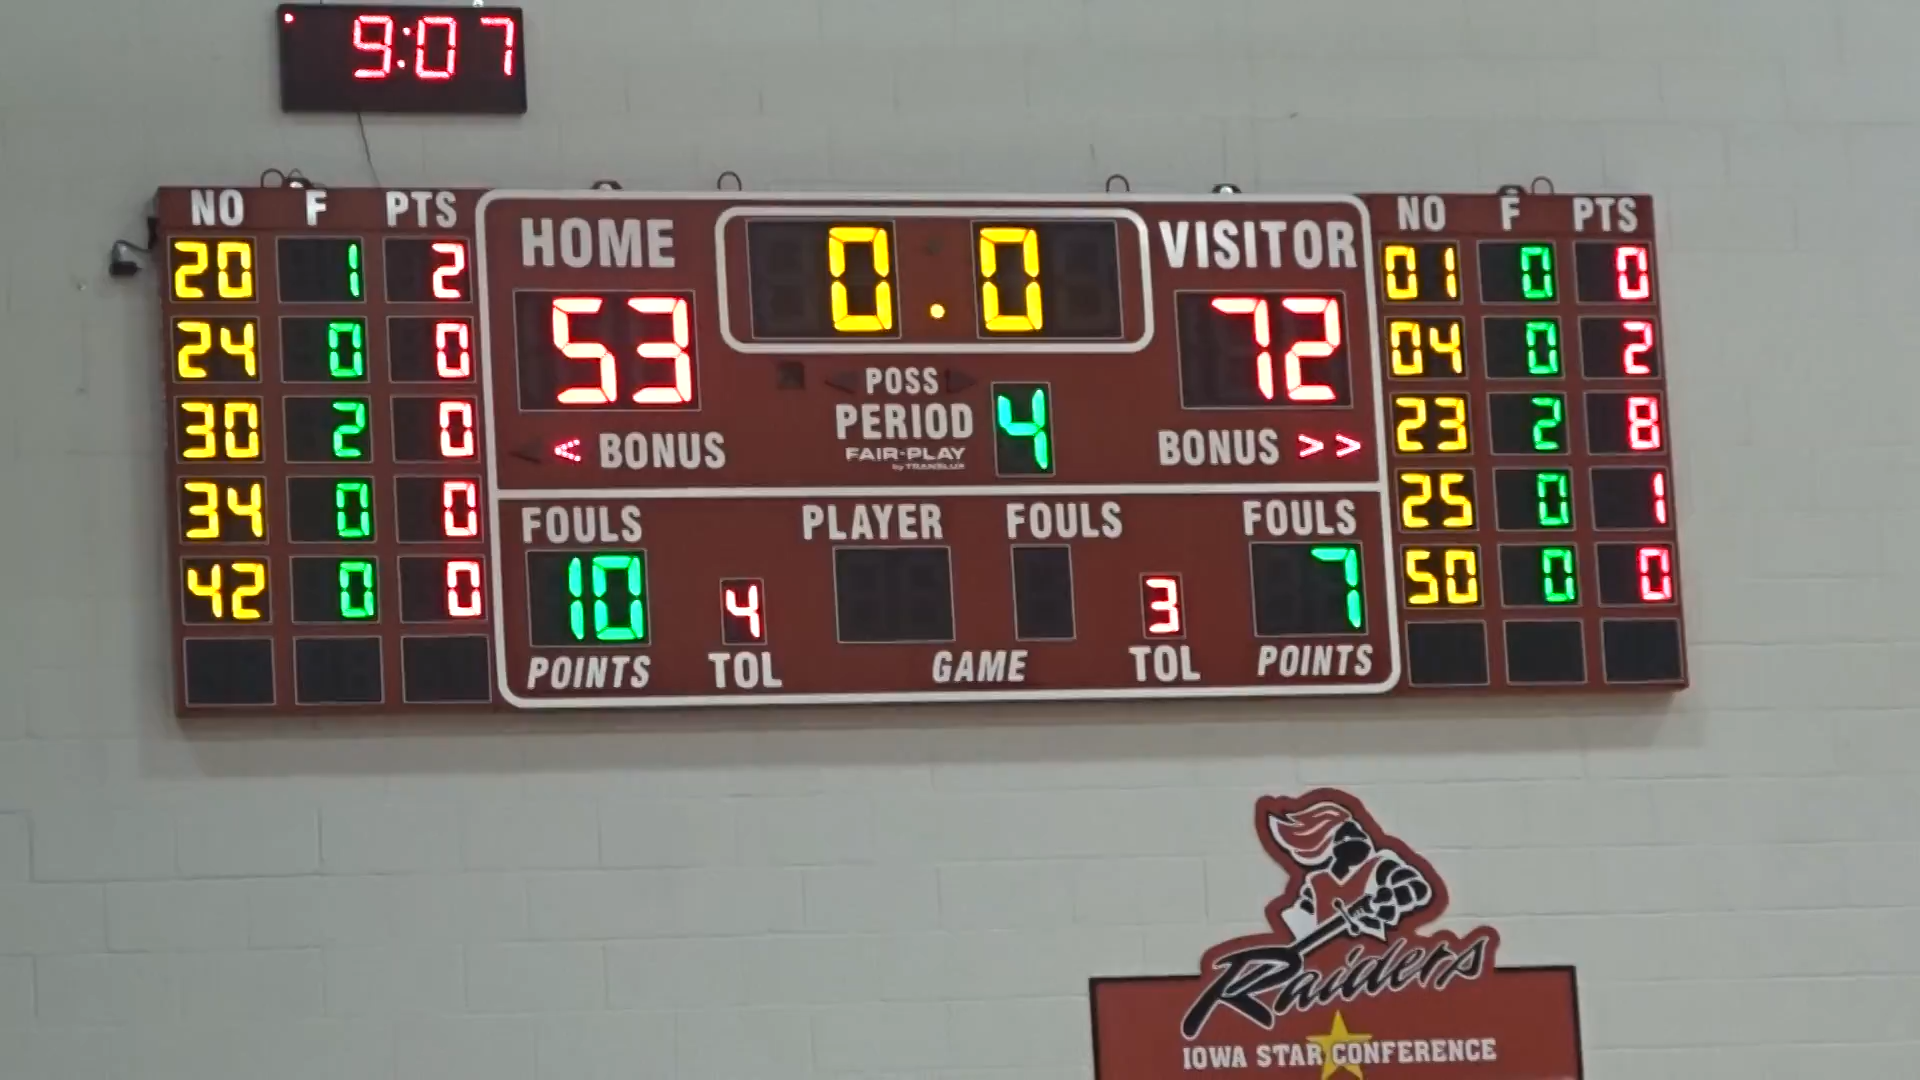 9:07
NO F PTS
20 1 2
24 0 0
30 2 0
34 0 0
42 0 0
HOME
53
0.0
VISITOR
72
< BONUS
POSS
PERIOD 4
FAIR-PLAY
by TRANS-LUX
BONUS >>
FOULS
10
POINTS
4
TOL
PLAYER FOULS
GAME
3
TOL
FOULS
7
POINTS
NO F PTS
01 0 0
04 0 2
23 2 8
25 0 1
50 0 0
Raiders
IOWA STAR CONFERENCE